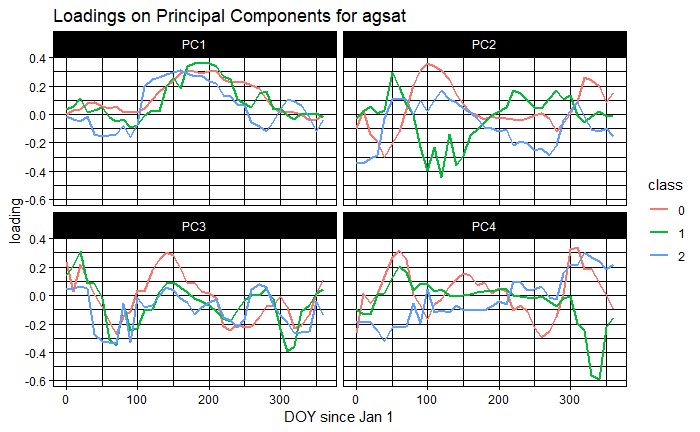 Loadings on Principal Components for agsat
PC1
PC2
0.4
0.2
0.0
-0.2
-0.4
-0.6
PC3
PC4
0.4
0.2
0.0
-0.2
-0.4
-0.6
0
100
200
300
0
100
200
300
DOY since Jan 1
loading
class
0
1
2